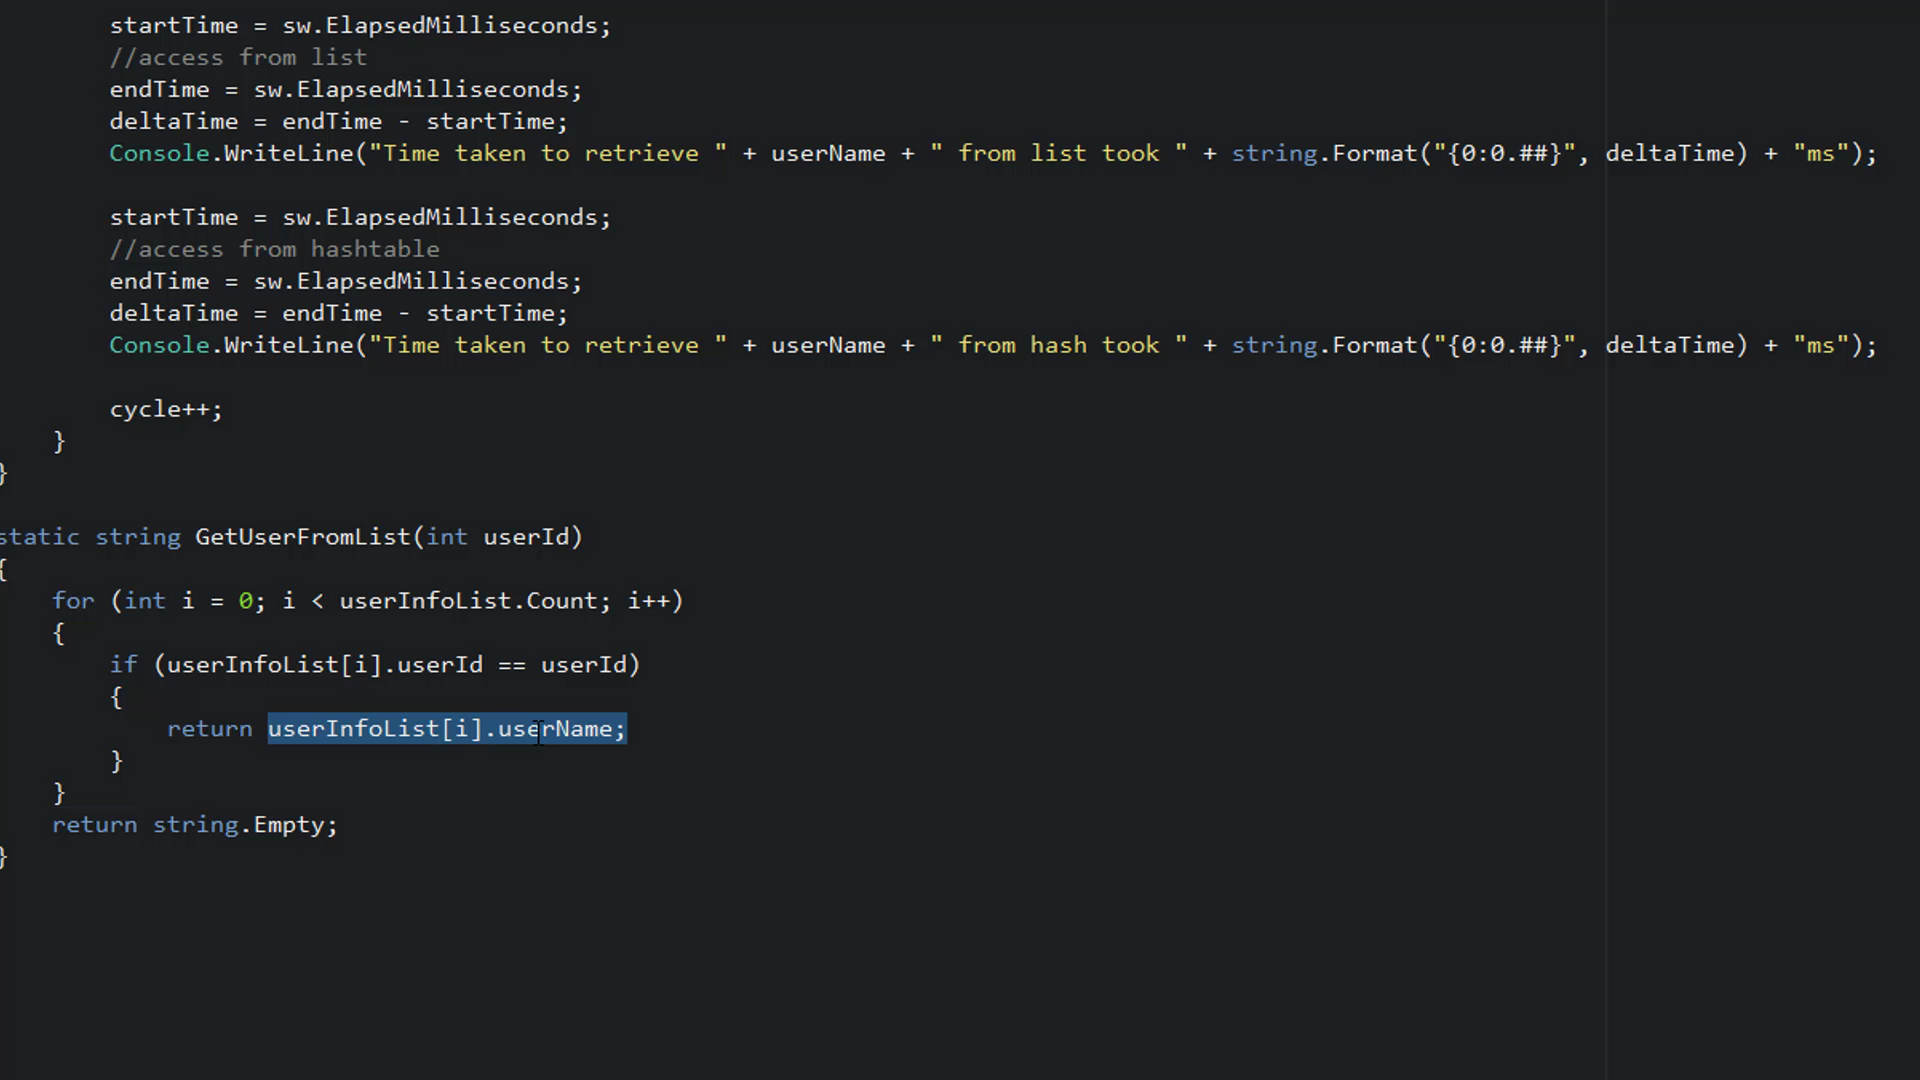 startTime = sw.ElapsedMilliseconds;
//access from list
endTime = sw.ElapsedMilliseconds;
deltaTime = endTime - startTime;
Console.WriteLine("Time taken to retrieve " + userName + " from list took " + string.Format("{0:0.##}", deltaTime) + "ms");
startTime = sw.ElapsedMilliseconds;
//access from hashtable
endTime = sw.ElapsedMilliseconds;
deltaTime = endTime - startTime;
Console.WriteLine("Time taken to retrieve " + userName + " from hash took " + string.Format("{0:0.##}", deltaTime) + "ms");
cycle++;
}
}
static string GetUserFromList(int userId)
{
for (int i = 0; i < userInfoList.Count; i++)
{
if (userInfoList[i].userId == userId)
{
return userInfoList[i].userName;
}
}
return string.Empty;
}